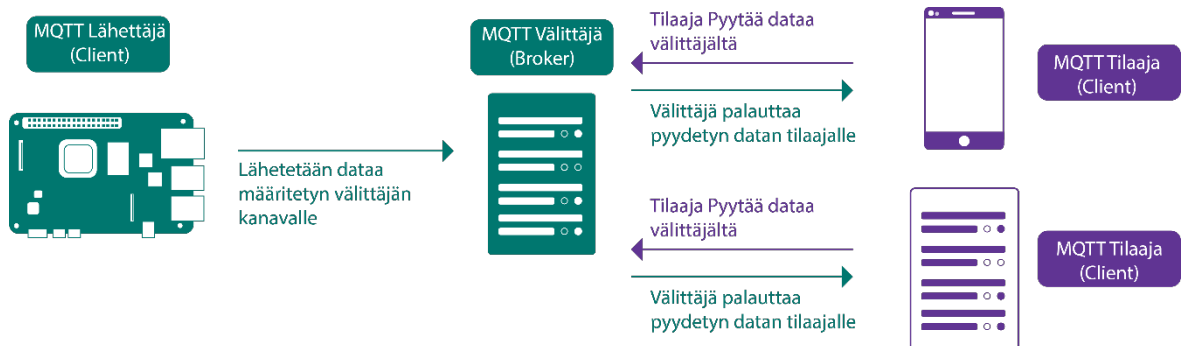 MQTT Lähettäjä
(Client)
Lähetetään dataa
määritetyn välittäjän
kanavalle
MQTT Välittäjä
(Broker)
Tilaaja Pyytää dataa
välittäjältä
Välittäjä palauttaa
pyydetyn datan tilaajalle
MQTT Tilaaja
(Client)
Tilaaja Pyytää dataa
välittäjältä
Välittäjä palauttaa
pyydetyn datan tilaajalle
MQTT Tilaaja
(Client)